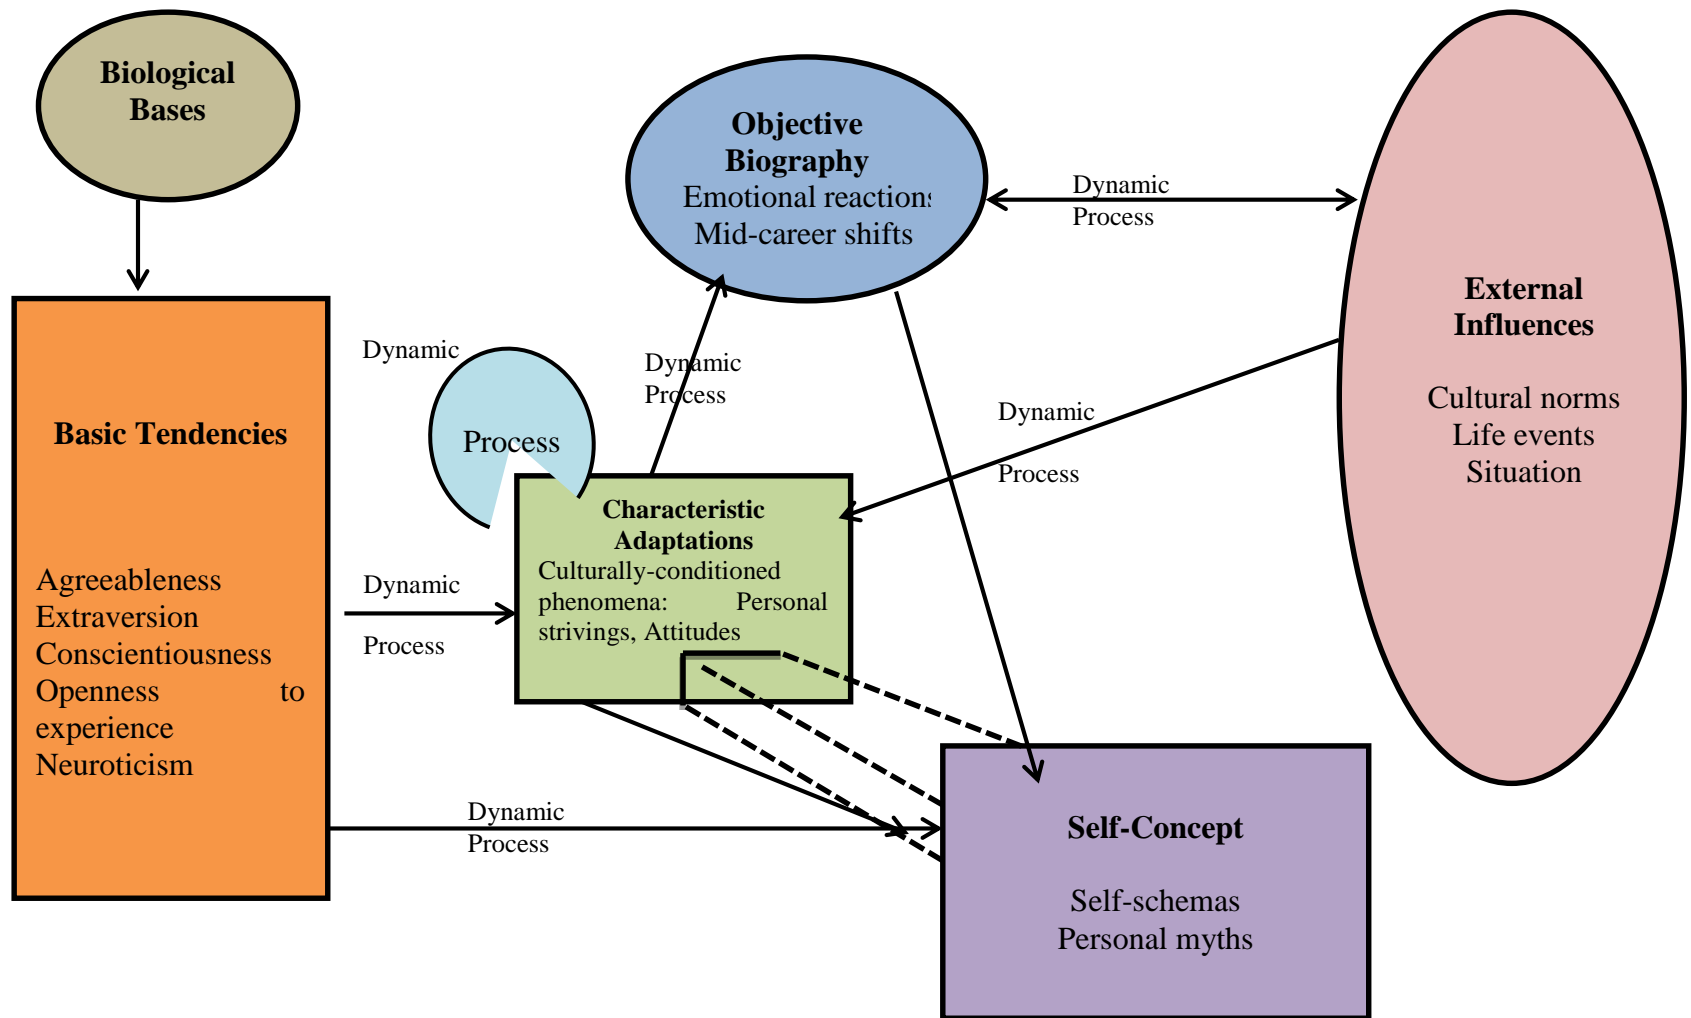 Biological
Bases
Objective
Biography
Emotional reactions
Mid-career shifts
Dynamic
Process
External
Influences
Cultural norms
Life events
Situation
Dynamic
Process
Dynamic
Process
Dynamic
Process
Basic Tendencies
Agreeableness
Extraversion
Conscientiousness
Openness to
experience
Neuroticism
Characteristic
Adaptations
Culturally-conditioned
phenomena: Personal
strivings, Attitudes
Dynamic
Process
Dynamic
Process
Self-Concept
Self-schemas
Personal myths